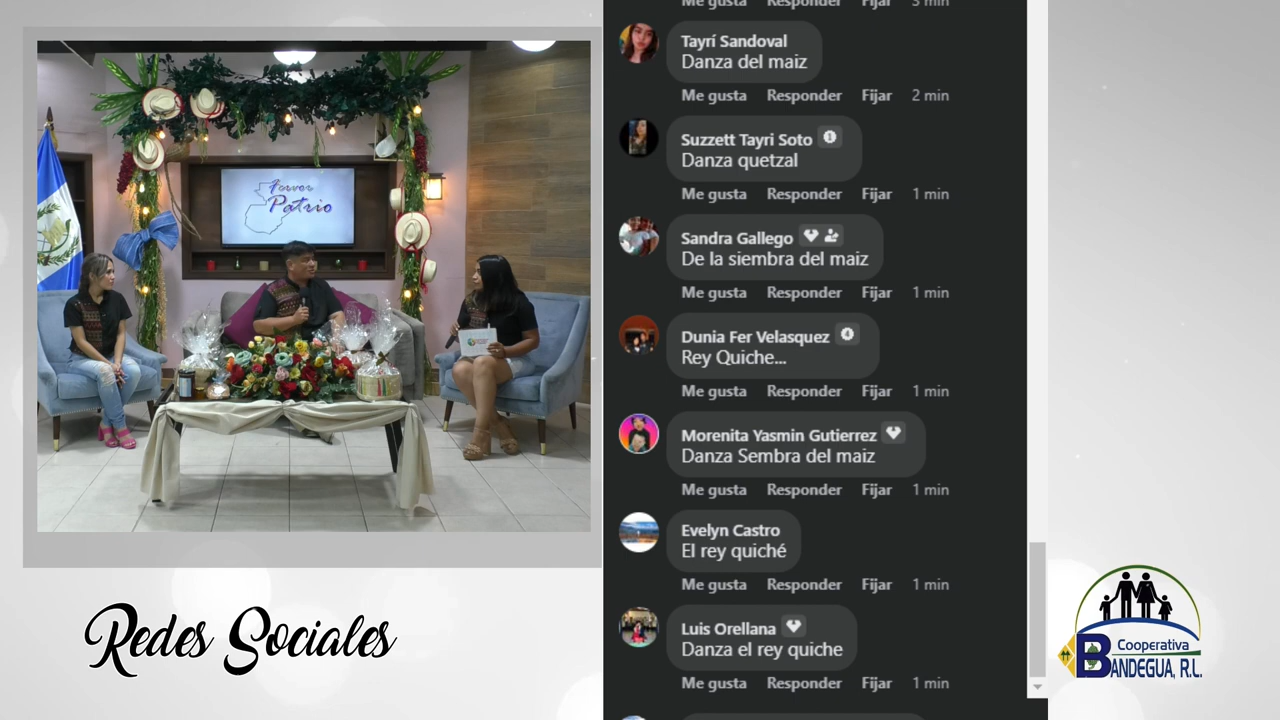 Fervor
Patrio
Redes Sociales
Me gusta Responder Fijar 3 min
Tayrí Sandoval
Danza del maiz
Me gusta Responder Fijar 2 min
Suzzett Tayri Soto
Danza quetzal
Me gusta Responder Fijar 1 min
Sandra Gallego
De la siembra del maiz
Me gusta Responder Fijar 1 min
Dunia Fer Velasquez
Rey Quiche...
Me gusta Responder Fijar 1 min
Morenita Yasmin Gutierrez
Danza Sembra del maiz
Me gusta Responder Fijar 1 min
Evelyn Castro
El rey quiché
Me gusta Responder Fijar 1 min
Luis Orellana
Danza el rey quiche
Me gusta Responder Fijar 1 min
Cooperativa
BANDEGUA, R.L.